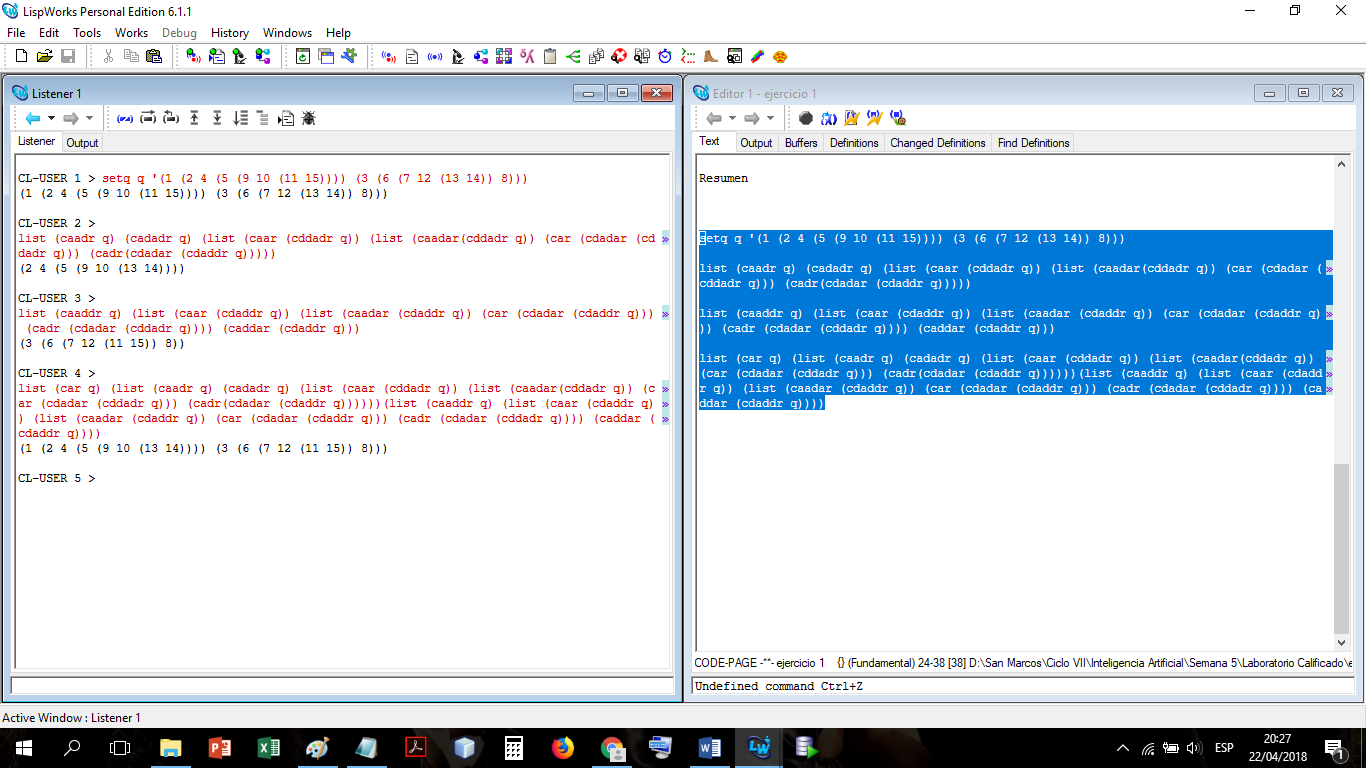 LispWorks Personal Edition 6.1.1
File Edit Tools Works Debug History Windows Help
Listener 1
Listener Output
CL-USER 1 > setq q '(1 (2 4 (5 (9 10 (11 15)))) (3 (6 (7 12 (13 14)) 8)))
(1 (2 4 (5 (9 10 (11 15)))) (3 (6 (7 12 (13 14)) 8)))
CL-USER 2 >
list (caadr q) (cadadr q) (list (caar (cddadr q)) (list (caadar(cddadr q)) (car (cdadar (cd
dadr q))) (cadr(cdadar (cddaddr q)))))
(2 4 (5 (9 10 (13 14))))
CL-USER 3 >
list (caaddr q) (list (caar (cdaddr q)) (list (caadar (cdaddr q)) (car (cdadar (cdaddr q)))
(cadr (cdadar (cddadr q)))) (caddar (cdaddr q)))
(3 (6 (7 12 (11 15)) 8))
CL-USER 4 >
list (car q) (list (caadr q) (cadadr q) (list (caar (cddadr q)) (list (caadar(cddadr q)) (c
ar (cdadar (cddadr q))) (cadr(cdadar (cdaddr q))))))(list (caaddr q) (list (caar (cdaddr q)
) (list (caadar (cdaddr q)) (car (cdadar (cdaddr q))) (cadr (cdadar (cddadr q)))) (caddar (
cdaddr q))))
(1 (2 4 (5 (9 10 (13 14)))) (3 (6 (7 12 (11 15)) 8)))
CL-USER 5 >
Editor 1 - ejercicio 1
Text Output Buffers Definitions Changed Definitions Find Definitions
Resumen
setq q '(1 (2 4 (5 (9 10 (11 15)))) (3 (6 (7 12 (13 14)) 8)))
list (caadr q) (cadadr q) (list (caar (cddadr q)) (list (caadar(cddadr q)) (car (cdadar (
cddadr q))) (cadr(cdadar (cdaddr q)))))
list (caaddr q) (list (caar (cdaddr q)) (list (caadar (cdaddr q)) (car (cdadar (cdaddr q)
)) (cadr (cdadar (cddadr q)))) (caddar (cdaddr q)))
list (car q) (list (caadr q) (cadadr q) (list (caar (cddadr q)) (list (caadar(cddadr q))
(car (cdadar (cddadr q))) (cadr(cdadar (cdaddr q))))))(list (caaddr q) (list (caar (cdadd
r q)) (list (caadar (cdaddr q)) (car (cdadar (cdaddr q))) (cadr (cdadar (cddadr q)))) (ca
ddar (cdaddr q))))
CODE-PAGE -**- ejercicio 1 {} (Fundamental) 24-38 [38] D:\San Marcos\Ciclo VII\Inteligencia Artificial\Semana 5\Laboratorio Calificado\e
Undefined command Ctrl+Z
Active Window : Listener 1
ESP
20:27
22/04/2018
1